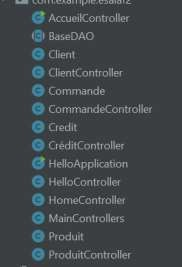 com.example.esalaf2
AccueilController
BaseDAO
Client
ClientController
Commande
CommandeController
Credit
CréditController
HelloApplication
HelloController
HomeController
MainControllers
Produit
ProduitController